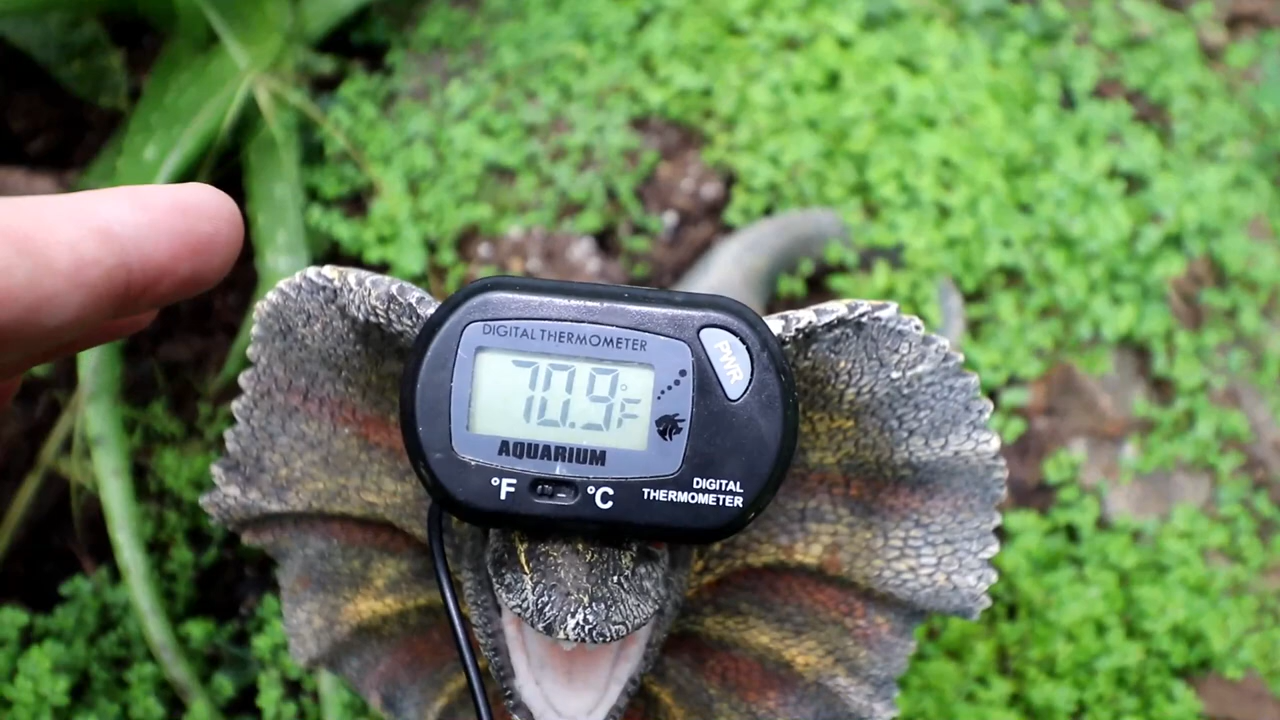 DIGITAL THERMOMETER
PWR
70.9°F
AQUARIUM
°F °C
DIGITAL
THERMOMETER